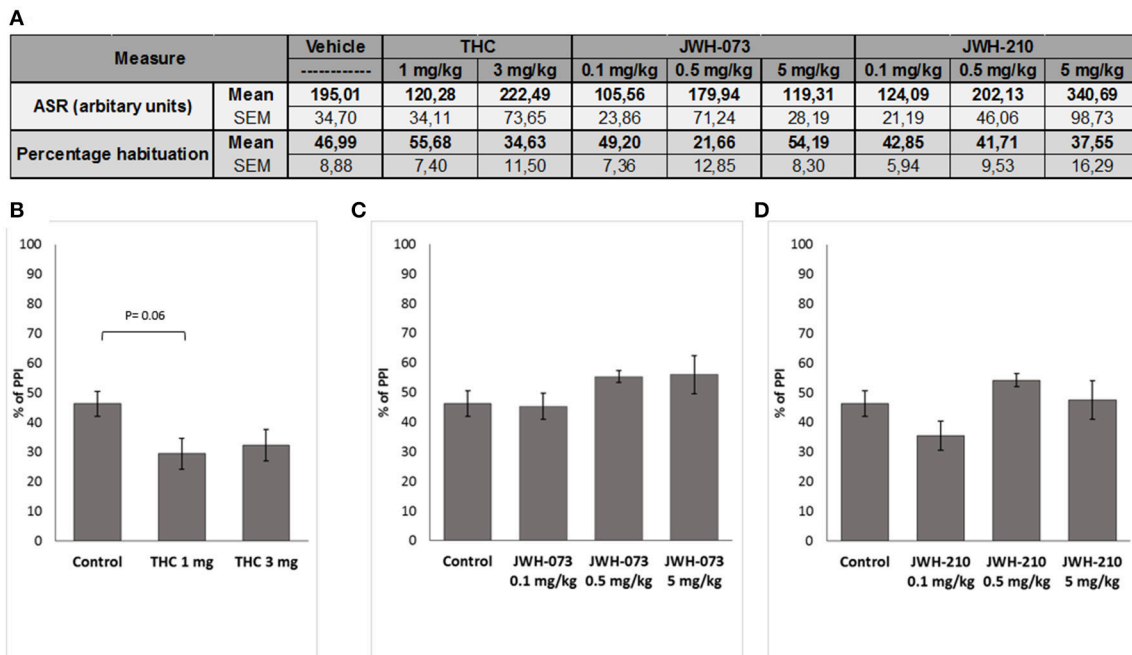 A
Measure Vehicle THC JWH-073 JWH-210
------------ 1 mg/kg 3 mg/kg 0.1 mg/kg 0.5 mg/kg 5 mg/kg 0.1 mg/kg 0.5 mg/kg 5 mg/kg
ASR (arbitary units) Mean 195,01 120,28 222,49 105,56 179,94 119,31 124,09 202,13 340,69
SEM 34,70 34,11 73,65 23,86 71,24 28,19 21,19 46,06 98,73
Percentage habituation Mean 46,99 55,68 34,63 49,20 21,66 54,19 42,85 41,71 37,55
SEM 8,88 7,40 11,50 7,36 12,85 8,30 5,94 9,53 16,29
B
% of PPI
100
90
80
70
60
50
40
30
20
10
0
P= 0.06
Control THC 1 mg THC 3 mg
C
% of PPI
100
90
80
70
60
50
40
30
20
10
0
Control JWH-073 JWH-073 JWH-073
0.1 mg/kg 0.5 mg/kg 5 mg/kg
D
% of PPI
100
90
80
70
60
50
40
30
20
10
0
Control JWH-210 JWH-210 JWH-210
0.1 mg/kg 0.5 mg/kg 5 mg/kg